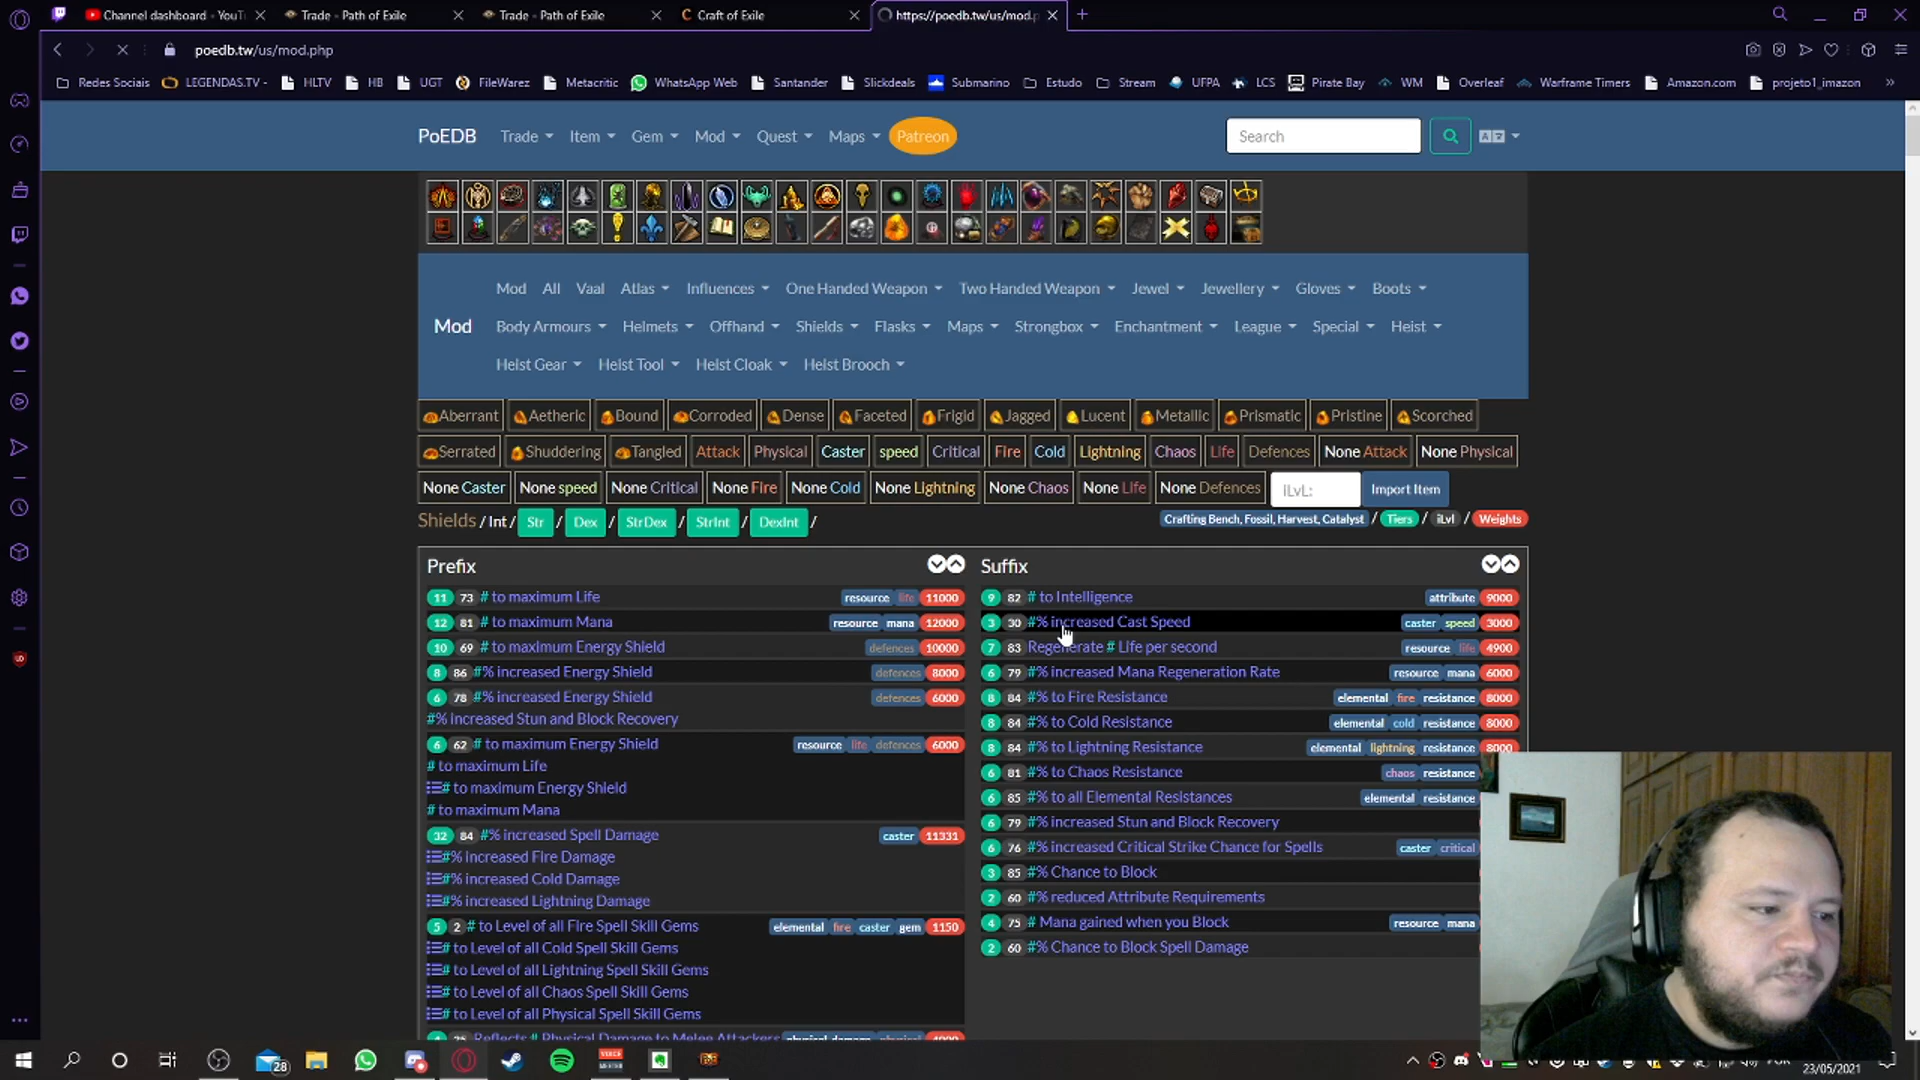 Channel dashboard - YouT
Trade - Path of Exile
Trade - Path of Exile
Craft of Exile
https://poedb.tw/us/mod.p
poedb.tw/us/mod.php
Redes Sociais
LEGENDAS.TV -
HLTV
HB
UGT
FileWarez
Metacritic
WhatsApp Web
Santander
Slickdeals
Submarino
Estudo
Stream
UFPA
LCS
Pirate Bay
WM
Overleaf
Warframe Timers
Amazon.com
projeto1_imazon
PoEDB Trade Item Gem Mod Quest Maps Patreon Search
Mod All Vaal Atlas Influences One Handed Weapon Two Handed Weapon Jewel Jewellery Gloves Boots
Mod
Body Armours Helmets Offhand Shields Flasks Maps Strongbox Enchantment League Special Heist
Heist Gear Heist Tool Heist Cloak Heist Brooch
Aberrant Aetheric Bound Corroded Dense Faceted Frigid Jagged Lucent Metallic Prismatic Pristine Scorched
Serrated Shuddering Tangled Attack Physical Caster speed Critical Fire Cold Lightning Chaos Life Defences None Attack None Physical
None Caster None speed None Critical None Fire None Cold None Lightning None Chaos None Life None Defences iLvL: Import Item
Shields / Int / Str / Dex / StrDex / StrInt / DexInt /
Crafting Bench, Fossil, Harvest, Catalyst / Tiers / iLvl / Weights
Prefix
11 73 # to maximum Life resource life 11000
12 81 # to maximum Mana resource mana 12000
10 69 # to maximum Energy Shield defences 10000
8 86 #% increased Energy Shield defences 8000
6 78 #% increased Energy Shield defences 6000
#% increased Stun and Block Recovery
6 62 # to maximum Energy Shield resource life defences 6000
# to maximum Life
# to maximum Energy Shield
# to maximum Mana
32 84 #% increased Spell Damage caster 11331
#% increased Fire Damage
#% increased Cold Damage
#% increased Lightning Damage
5 2 # to Level of all Fire Spell Skill Gems elemental fire caster gem 1150
# to Level of all Cold Spell Skill Gems
# to Level of all Lightning Spell Skill Gems
# to Level of all Chaos Spell Skill Gems
# to Level of all Physical Spell Skill Gems
Reflects # Physical Damage to Melee Attackers physical damage
Suffix
9 82 # to Intelligence attribute 9000
3 30 #% increased Cast Speed caster speed 3000
7 83 Regenerate # Life per second resource life 4900
6 79 #% increased Mana Regeneration Rate resource mana 6000
8 84 #% to Fire Resistance elemental fire resistance 8000
8 84 #% to Cold Resistance elemental cold resistance 8000
8 84 #% to Lightning Resistance elemental lightning resistance 8000
6 81 #% to Chaos Resistance chaos resistance
6 85 #% to all Elemental Resistances elemental resistance
6 79 #% increased Stun and Block Recovery
6 76 #% increased Critical Strike Chance for Spells caster critical
3 85 #% Chance to Block
2 60 #% reduced Attribute Requirements
4 75 # Mana gained when you Block resource mana
2 60 #% Chance to Block Spell Damage
28
23/05/2021